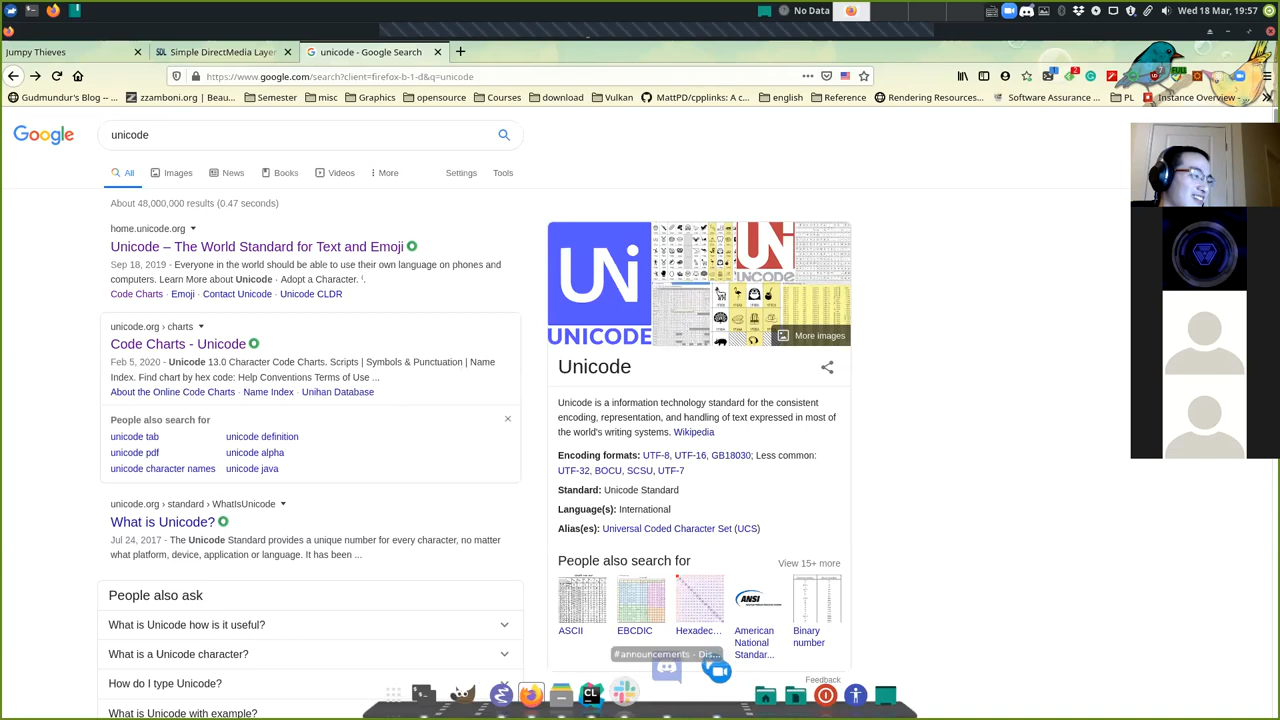 No Data
Wed 18 Mar, 19:57
Jumpy Thieves
SDL Simple DirectMedia Layer
G unicode - Google Search
https://www.google.com/search?client=firefox-b-1-d&q=unicode
Gudmundur's Blog -- ...
zzamboni.org | Beau...
Semester
misc
Graphics
opensource
Courses
download
Vulkan
MattPD/cpplinks: A c...
english
Reference
Rendering Resources...
Software Assurance ...
PL
Instance Overview -...
Google
unicode
All
Images
News
Books
Videos
More
Settings
Tools
About 48,000,000 results (0.47 seconds)
home.unicode.org
Unicode – The World Standard for Text and Emoji
Sep 2019 - Everyone in the world should be able to use their own language on phones and
computers. Learn More about Unicode · Adopt a Character.
Code Charts · Emoji · Contact Unicode · Unicode CLDR
unicode.org › charts
Code Charts - Unicode
Feb 5, 2020 - Unicode 13.0 Character Code Charts. Scripts | Symbols & Punctuation | Name
Index. Find chart by hex code: Help Conventions Terms of Use ...
About the Online Code Charts · Name Index · Unihan Database
People also search for
unicode tab
unicode definition
unicode pdf
unicode alpha
unicode character names
unicode java
unicode.org › standard › WhatIsUnicode
What is Unicode?
Jul 24, 2017 - The Unicode Standard provides a unique number for every character, no matter
what platform, device, application or language. It has been ...
People also ask
What is Unicode how is it useful?
What is a Unicode character?
How do I type Unicode?
What is Unicode with example?
UNi
UNICODE
UNi
UNICODE
More images
Unicode
Unicode is a information technology standard for the consistent
encoding, representation, and handling of text expressed in most of
the world's writing systems. Wikipedia
Encoding formats: UTF-8, UTF-16, GB18030; Less common:
UTF-32, BOCU, SCSU, UTF-7
Standard: Unicode Standard
Language(s): International
Alias(es): Universal Coded Character Set (UCS)
People also search for
View 15+ more
ANSI
ASCII
EBCDIC
Hexadec...
American
National
Standar...
Binary
number
#announcements - Dis...
Feedback
CL